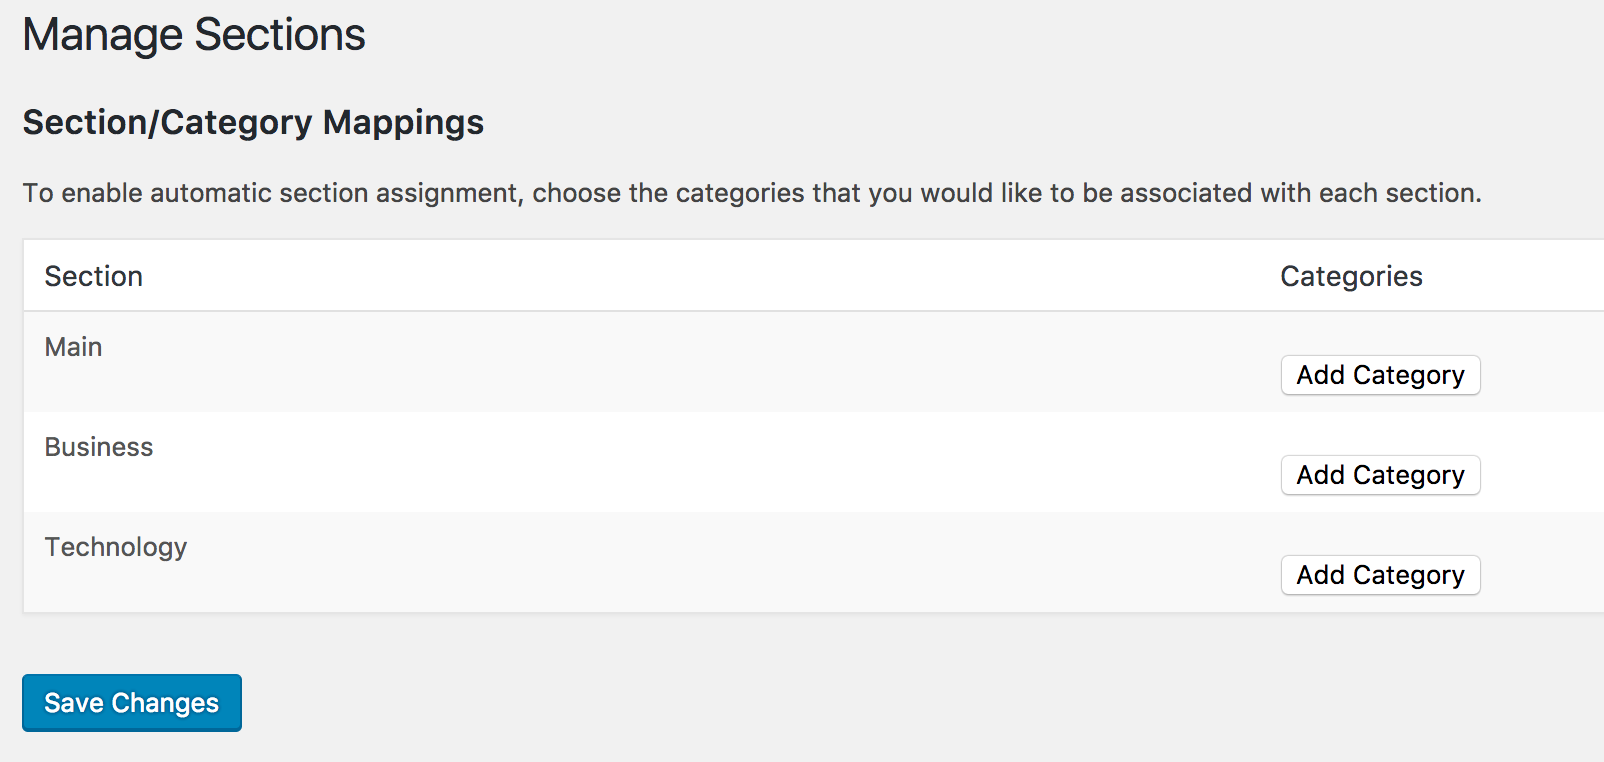 Manage Sections
Section/Category Mappings
To enable automatic section assignment, choose the categories that you would like to be associated with each section.
Section Categories
Main
Add Category
Business
Add Category
Technology
Add Category
Save Changes